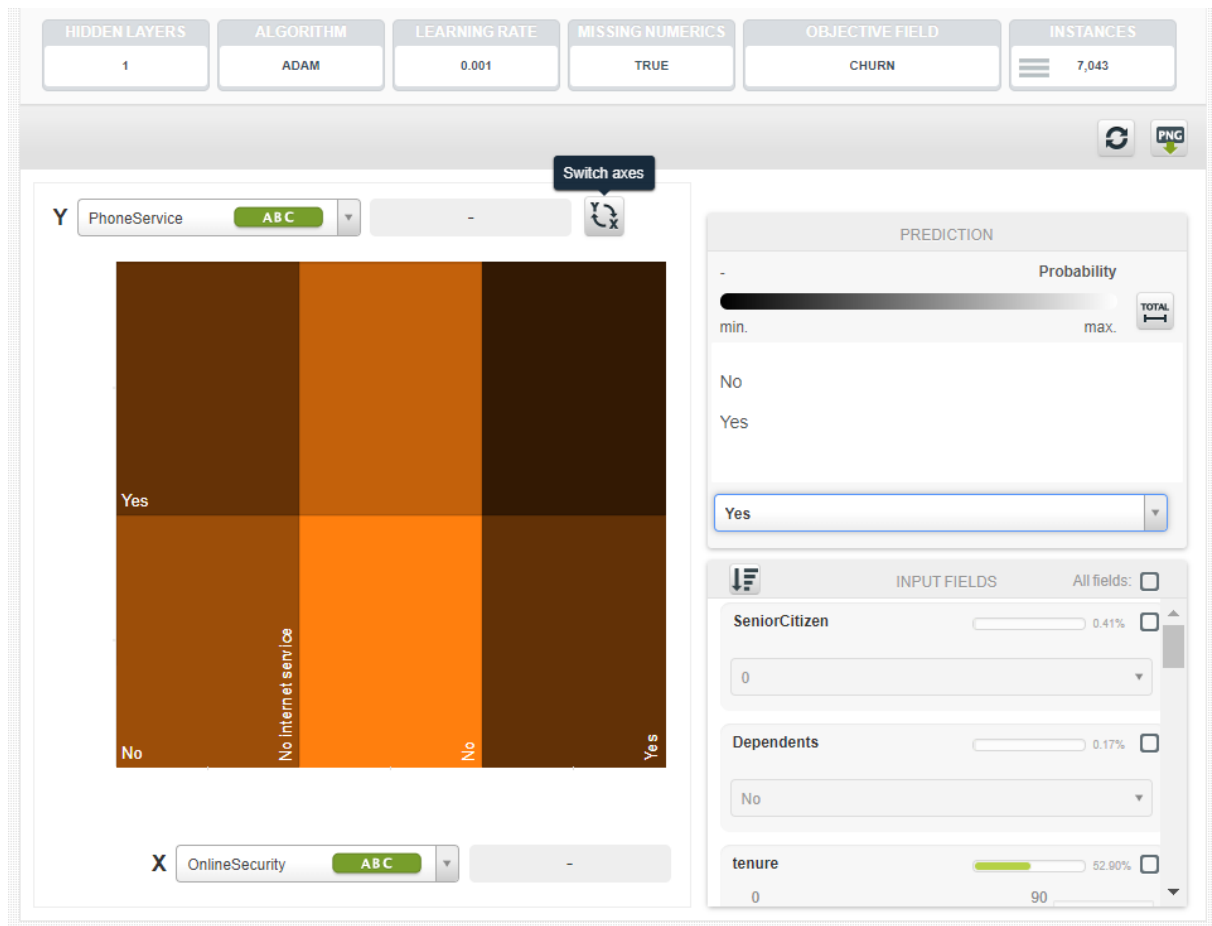 HIDDEN LAYERS ALGORITHM LEARNING RATE MISSING NUMERICS OBJECTIVE FIELD INSTANCES
1 ADAM 0.001 TRUE CHURN 7,043
PNG
Switch axes
Y PhoneService ABC - Y X
PREDICTION
- Probability
TOTAL
min. max.
No
Yes
Yes
Yes
INPUT FIELDS All fields:
SeniorCitizen 0.41%
0
Dependents 0.17%
No
tenure 52.90%
0 90
No No Internet service No Yes
X OnlineSecurity ABC -